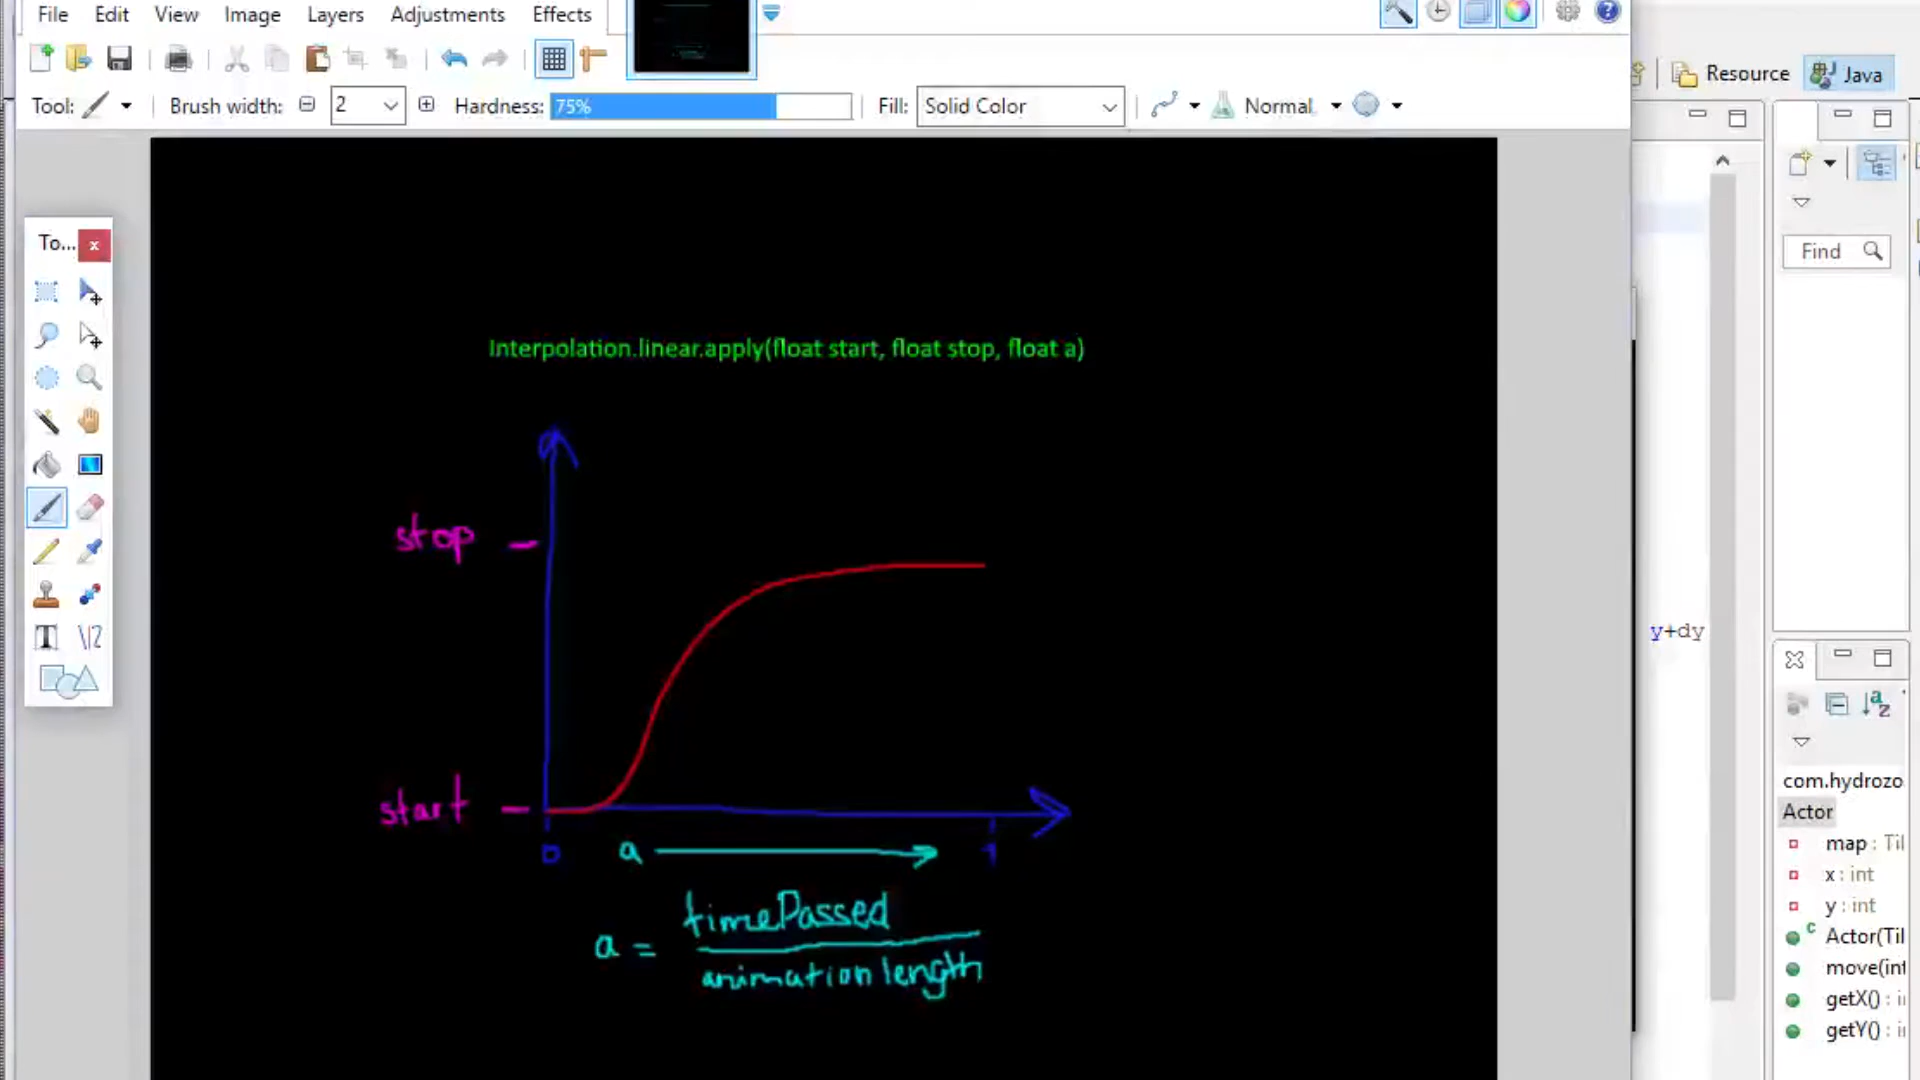 File Edit View Image Layers Adjustments Effects
Tool: Brush width: 2 Hardness: 75% Fill: Solid Color Normal
Resource Java
To...
Find
Interpolation.linear.apply(float start, float stop, float a)
stop
y+dy
start
0 a 1
timePassed
a =
animation length
com.hydrozo
Actor
map : Til
x : int
y : int
Actor(Til
move(int
getX() : i
getY() : i